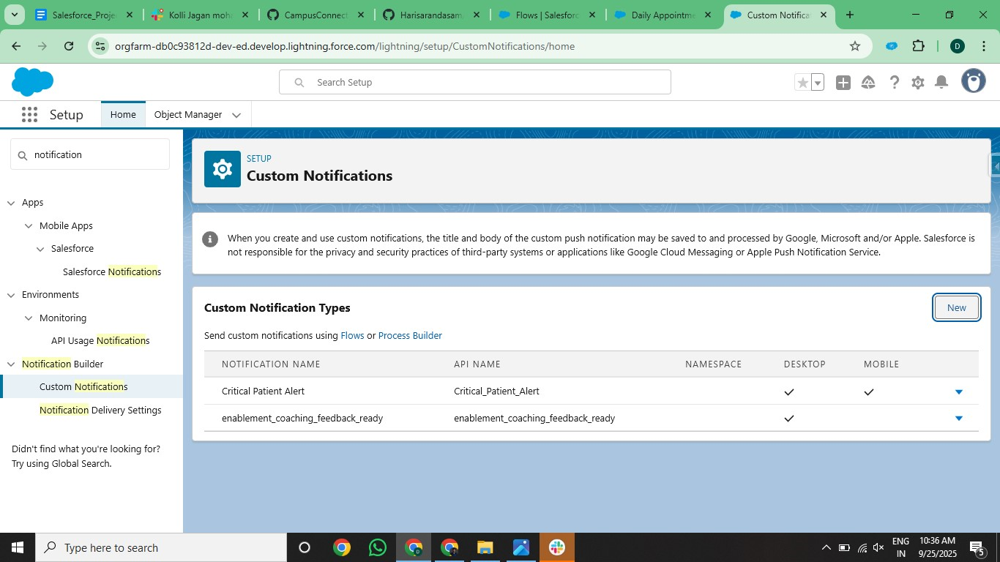 Salesforce_Proje
Kolli Jagan moh
CampusConnect
Harisarandasam
Flows | Salesforc
Daily Appointme
Custom Notifica
orgfarm-db0c93812d-dev-ed.develop.lightning.force.com/lightning/setup/CustomNotifications/home
D
Search Setup
Setup
Home
Object Manager
notification
Apps
Mobile Apps
Salesforce
Salesforce Notifications
Environments
Monitoring
API Usage Notifications
Notification Builder
Custom Notifications
Notification Delivery Settings
Didn't find what you're looking for?
Try using Global Search.
SETUP
Custom Notifications
When you create and use custom notifications, the title and body of the custom push notification may be saved to and processed by Google, Microsoft and/or Apple. Salesforce is
not responsible for the privacy and security practices of third-party systems or applications like Google Cloud Messaging or Apple Push Notification Service.
Custom Notification Types
New
Send custom notifications using Flows or Process Builder
NOTIFICATION NAME API NAME NAMESPACE DESKTOP MOBILE
Critical Patient Alert Critical_Patient_Alert
enablement_coaching_feedback_ready enablement_coaching_feedback_ready
Type here to search
ENG
IN
10:36 AM
9/25/2025
5